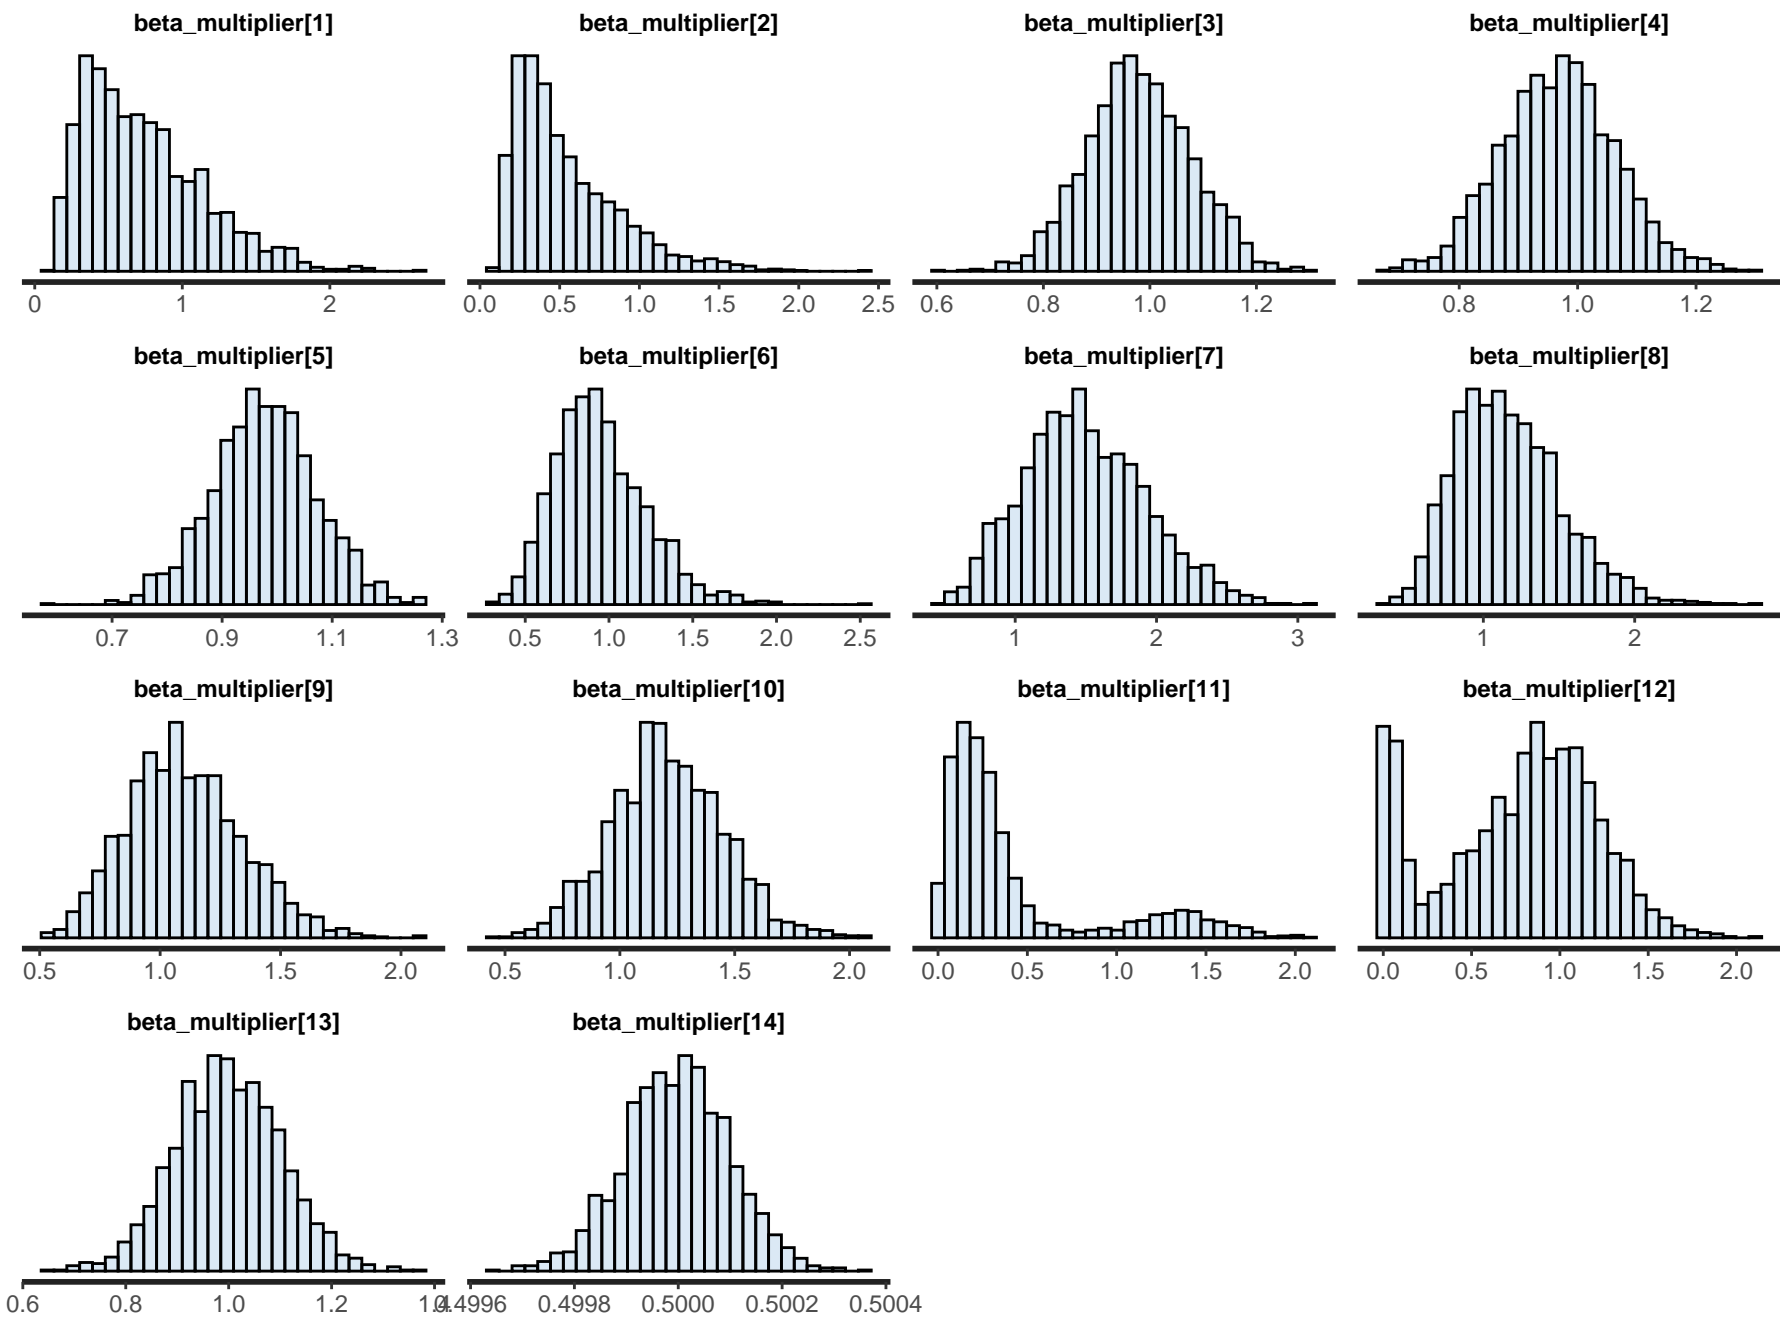 beta_multiplier[1] beta_multiplier[2] beta_multiplier[3] beta_multiplier[4]
0 1 2 0.0 0.5 1.0 1.5 2.0 2.5 0.6 0.8 1.0 1.2 0.8 1.0 1.2
beta_multiplier[5] beta_multiplier[6] beta_multiplier[7] beta_multiplier[8]
0.7 0.9 1.1 1.3 0.5 1.0 1.5 2.0 2.5 1 2 3 1 2
beta_multiplier[9] beta_multiplier[10] beta_multiplier[11] beta_multiplier[12]
0.5 1.0 1.5 2.0 0.5 1.0 1.5 2.0 0.0 0.5 1.0 1.5 2.0 0.0 0.5 1.0 1.5 2.0
beta_multiplier[13] beta_multiplier[14]
0.6 0.8 1.0 1.2 1.4 0.4996 0.4998 0.5000 0.5002 0.5004